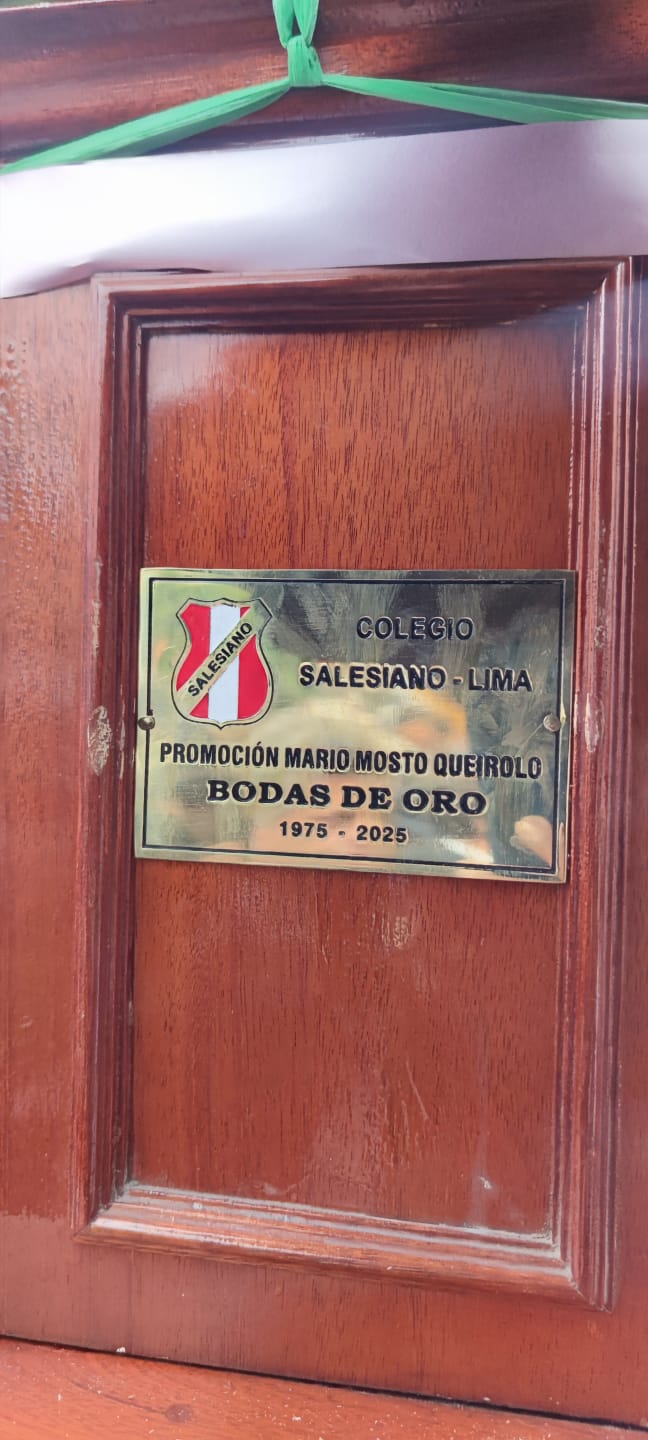 SALESIANO
COLEGIO
SALESIANO - LIMA
PROMOCIÓN MARIO MOSTO QUEIROLO
BODAS DE ORO
1975 - 2025